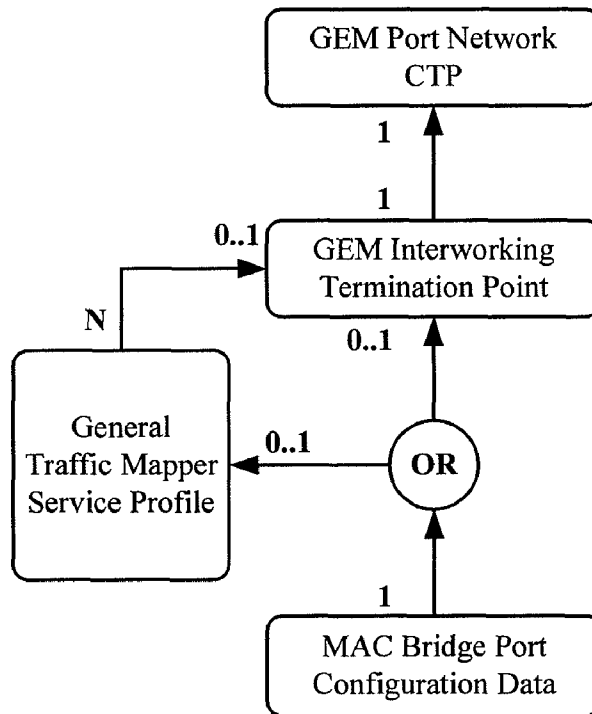 GEM Port Network
CTP
1
1
0..1
GEM Interworking
Termination Point
N
0..1
General
Traffic Mapper
Service Profile
0..1
OR
1
MAC Bridge Port
Configuration Data